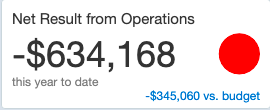 Net Result from Operations
-$634,168
this year to date
-$345,060 vs. budget